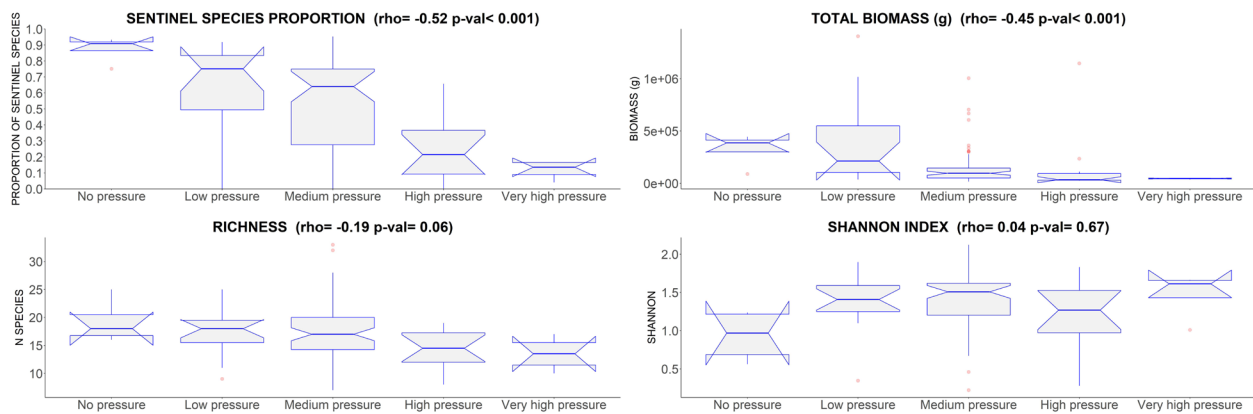 SENTINEL SPECIES PROPORTION (rho= -0.52 p-val< 0.001)
PROPORTION OF SENTINEL SPECIES
1.0
0.9
0.8
0.7
0.6
0.5
0.4
0.3
0.2
0.1
0.0
No pressure Low pressure Medium pressure High pressure Very high pressure
TOTAL BIOMASS (g) (rho= -0.45 p-val< 0.001)
BIOMASS (g)
1e+06
5e+05
0e+00
No pressure Low pressure Medium pressure High pressure Very high pressure
RICHNESS (rho= -0.19 p-val= 0.06)
N SPECIES
30
25
20
15
10
No pressure Low pressure Medium pressure High pressure Very high pressure
SHANNON INDEX (rho= 0.04 p-val= 0.67)
SHANNON
2.0
1.5
1.0
0.5
0.0
No pressure Low pressure Medium pressure High pressure Very high pressure